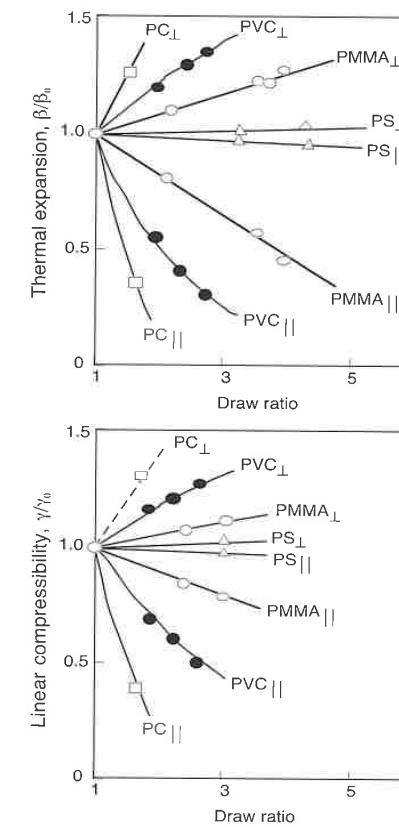 1.5
PC⊥
PVC⊥
PMMA⊥
Thermal expansion, β/β₀
1.0
PS⊥
PS||
0.5
PMMA||
PVC||
PC||
0
1
3
5
Draw ratio
1.5
PC⊥
PVC⊥
PMMA⊥
Linear compressibility, γ/γ₀
1.0
PS⊥
PS||
PMMA||
0.5
PVC||
PC||
0
1
3
5
Draw ratio